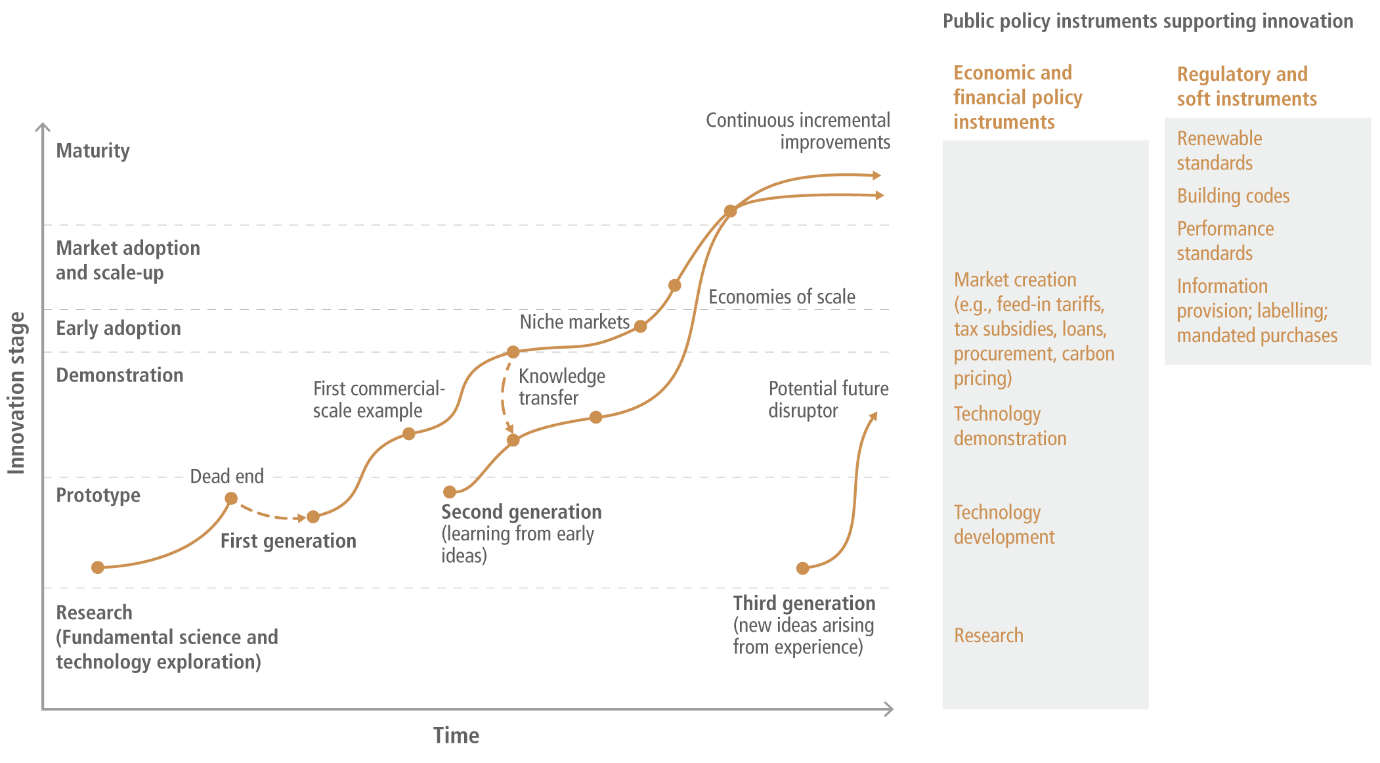 Public policy instruments supporting innovation
Economic and
financial policy
instruments
Regulatory and
soft instruments
Continuous incremental
improvements
Maturity
Renewable
standards
Building codes
Performance
standards
Information
provision; labelling;
mandated purchases
Market adoption
and scale-up
Economies of scale
Market creation
(e.g., feed-in tariffs,
tax subsidies, loans,
procurement, carbon
pricing)
Early adoption
Niche markets
Demonstration
First commercial-
scale example
Knowledge
transfer
Potential future
disruptor
Technology
demonstration
Innovation stage
Prototype
Dead end
First generation
Second generation
(learning from early
ideas)
Technology
development
Research
(Fundamental science and
technology exploration)
Third generation
(new ideas arising
from experience)
Research
Time